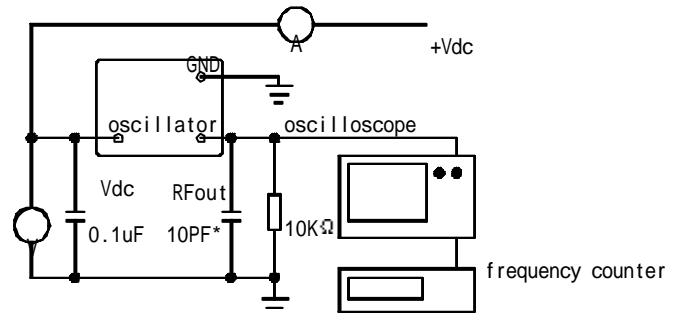 A
+Vdc
GND
oscillator
oscilloscope
Vdc
RFout
V
0.1uF
10PF*
10KΩ
frequency counter